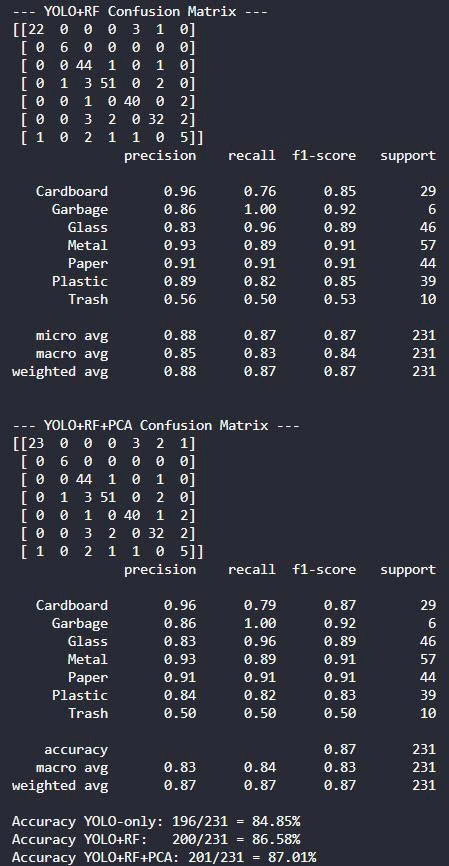 --- YOLO+RF Confusion Matrix ---
[[22 0 0 0 3 1 0]
[ 0 6 0 0 0 0 0]
[ 0 0 44 1 0 1 0]
[ 0 1 3 51 0 2 0]
[ 0 0 1 0 40 0 2]
[ 0 0 3 2 0 32 2]
[ 1 0 2 1 1 0 5]]
precision recall f1-score support
Cardboard 0.96 0.76 0.85 29
Garbage 0.86 1.00 0.92 6
Glass 0.83 0.96 0.89 46
Metal 0.93 0.89 0.91 57
Paper 0.91 0.91 0.91 44
Plastic 0.89 0.82 0.85 39
Trash 0.56 0.50 0.53 10
micro avg 0.88 0.87 0.87 231
macro avg 0.85 0.83 0.84 231
weighted avg 0.88 0.87 0.87 231
--- YOLO+RF+PCA Confusion Matrix ---
[[23 0 0 0 3 2 1]
[ 0 6 0 0 0 0 0]
[ 0 0 44 1 0 1 0]
[ 0 1 3 51 0 2 0]
[ 0 0 1 0 40 1 2]
[ 0 0 3 2 0 32 2]
[ 1 0 2 1 1 0 5]]
precision recall f1-score support
Cardboard 0.96 0.79 0.87 29
Garbage 0.86 1.00 0.92 6
Glass 0.83 0.96 0.89 46
Metal 0.93 0.89 0.91 57
Paper 0.91 0.91 0.91 44
Plastic 0.84 0.82 0.83 39
Trash 0.50 0.50 0.50 10
accuracy 0.87 231
macro avg 0.83 0.84 0.83 231
weighted avg 0.87 0.87 0.87 231
Accuracy YOLO-only: 196/231 = 84.85%
Accuracy YOLO+RF: 200/231 = 86.58%
Accuracy YOLO+RF+PCA: 201/231 = 87.01%